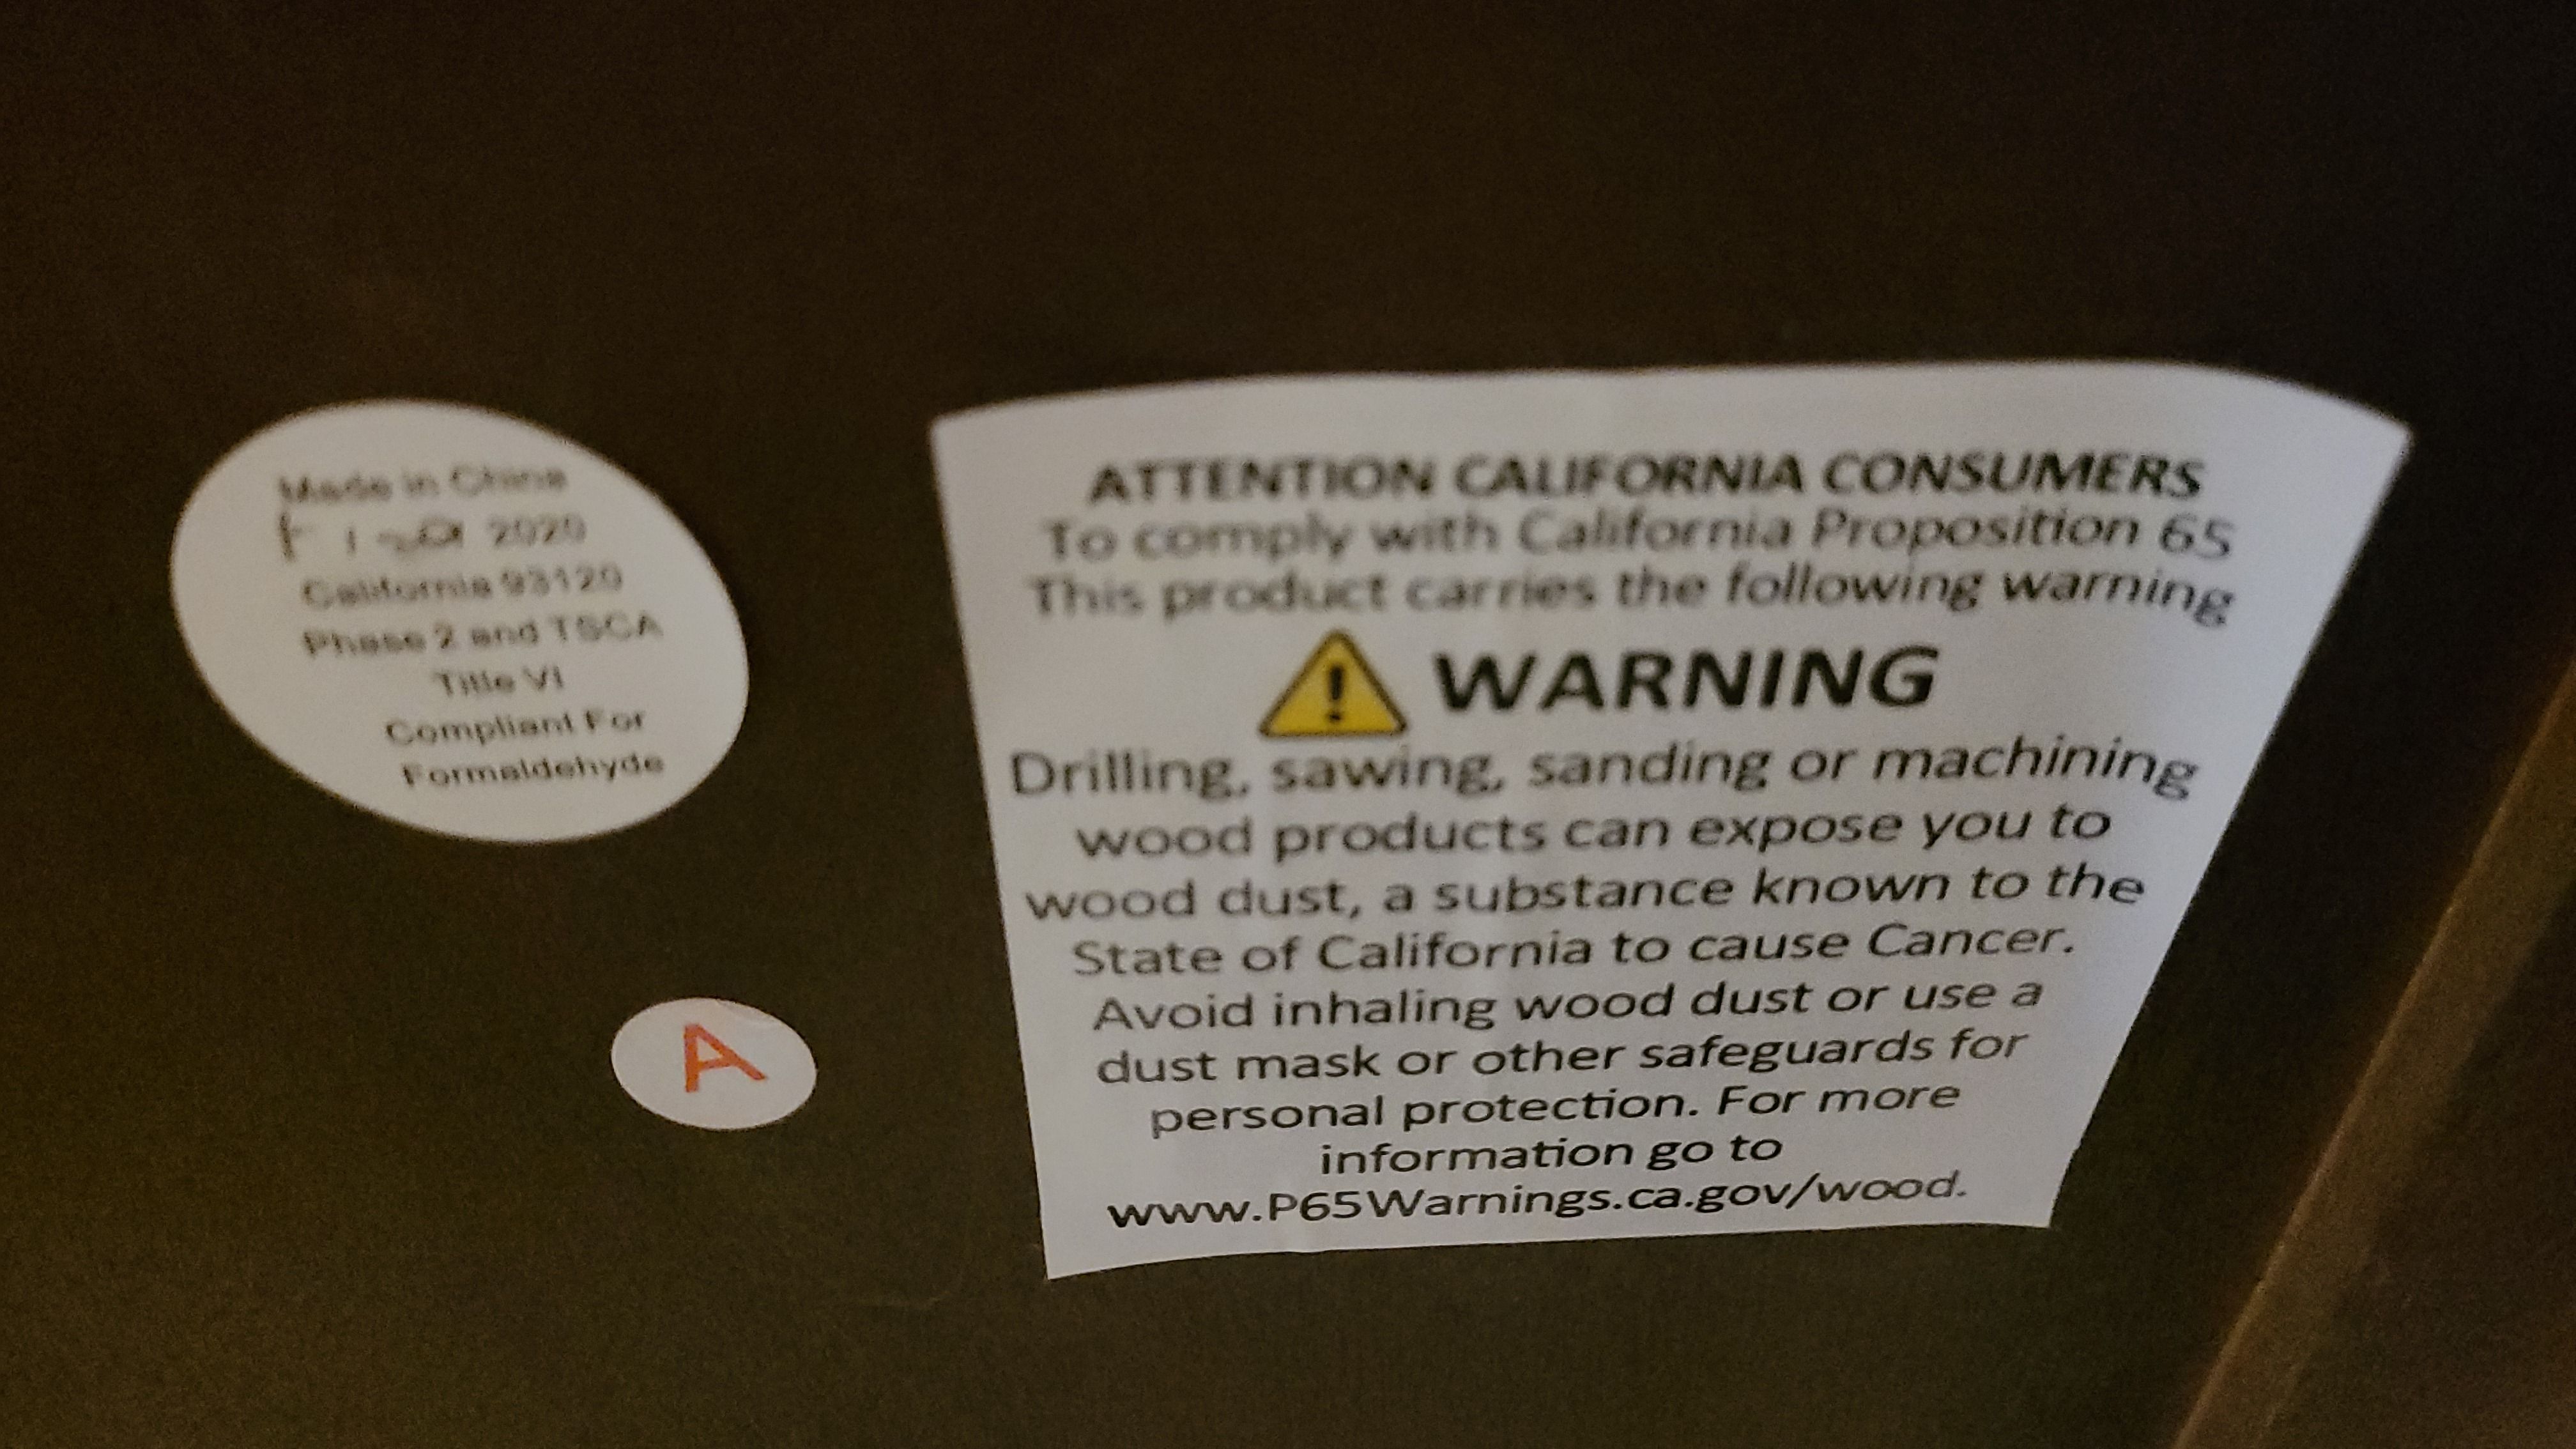 Made in China
2020
California 93120
Phase 2 and TSCA
Title VI
Compliant For
Formaldehyde
A
ATTENTION CALIFORNIA CONSUMERS
To comply with California Proposition 65
This product carries the following warning
WARNING
Drilling, sawing, sanding or machining
wood products can expose you to
wood dust, a substance known to the
State of California to cause Cancer.
Avoid inhaling wood dust or use a
dust mask or other safeguards for
personal protection. For more
information go to
www.P65Warnings.ca.gov/wood.